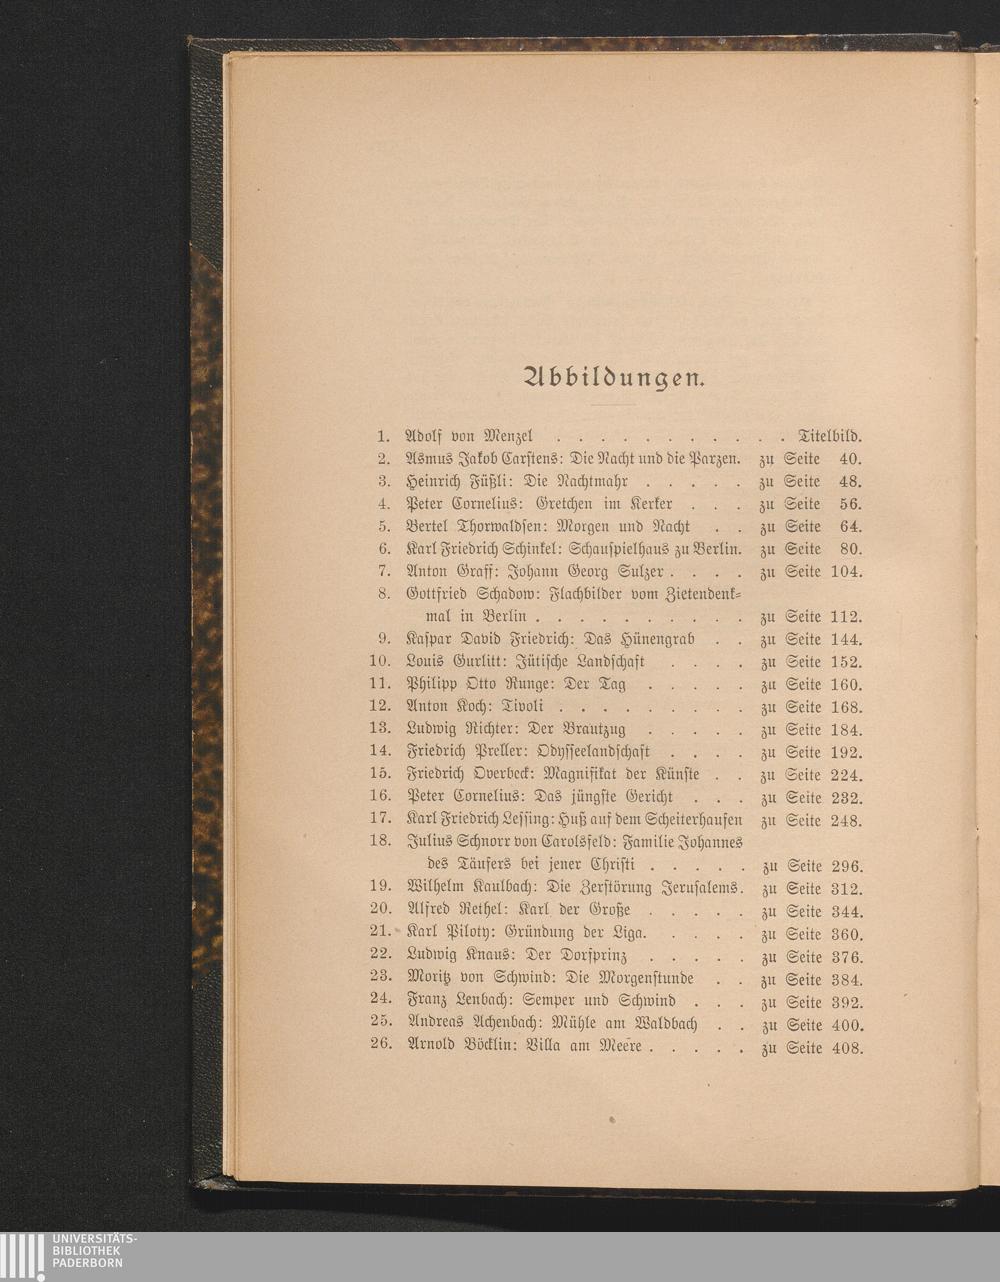 Abbildungen.
1. Adolf von Menzel . . . . . . . . . . . Titelbild.
2. Asmus Jakob Carstens: Die Nacht und die Parzen. zu Seite 40.
3. Heinrich Füßli: Die Nachtmahr . . . . . zu Seite 48.
4. Peter Cornelius: Gretchen im Kerker . . . zu Seite 56.
5. Bertel Thorwaldsen: Morgen und Nacht . . zu Seite 64.
6. Karl Friedrich Schinkel: Schauspielhaus zu Berlin. zu Seite 80.
7. Anton Graff: Johann Georg Sulzer . . . . zu Seite 104.
8. Gottfried Schadow: Flachbilder vom Zietendenk-
mal in Berlin . . . . . . . . . . zu Seite 112.
9. Kaspar David Friedrich: Das Hünengrab . . zu Seite 144.
10. Louis Gurlitt: Jütische Landschaft . . . . zu Seite 152.
11. Philipp Otto Runge: Der Tag . . . . . zu Seite 160.
12. Anton Koch: Tivoli . . . . . . . . . zu Seite 168.
13. Ludwig Richter: Der Brautzug . . . . . zu Seite 184.
14. Friedrich Preller: Odysseelandschaft . . . . zu Seite 192.
15. Friedrich Overbeck: Magnifikat der Künste . . zu Seite 224.
16. Peter Cornelius: Das jüngste Gericht . . . zu Seite 232.
17. Karl Friedrich Lessing: Huß auf dem Scheiterhaufen zu Seite 248.
18. Julius Schnorr von Carolsfeld: Familie Johannes
des Täufers bei jener Christi . . . . . zu Seite 296.
19. Wilhelm Kaulbach: Die Zerstörung Jerusalems. zu Seite 312.
20. Alfred Rethel: Karl der Große . . . . . zu Seite 344.
21. Karl Piloty: Gründung der Liga. . . . . zu Seite 360.
22. Ludwig Knaus: Der Dorfprinz . . . . . zu Seite 376.
23. Moritz von Schwind: Die Morgenstunde . . zu Seite 384.
24. Franz Lenbach: Semper und Schwind . . . zu Seite 392.
25. Andreas Achenbach: Mühle am Waldbach . . zu Seite 400.
26. Arnold Böcklin: Villa am Meere . . . . . zu Seite 408.
UNIVERSITÄTS-
BIBLIOTHEK
PADERBORN